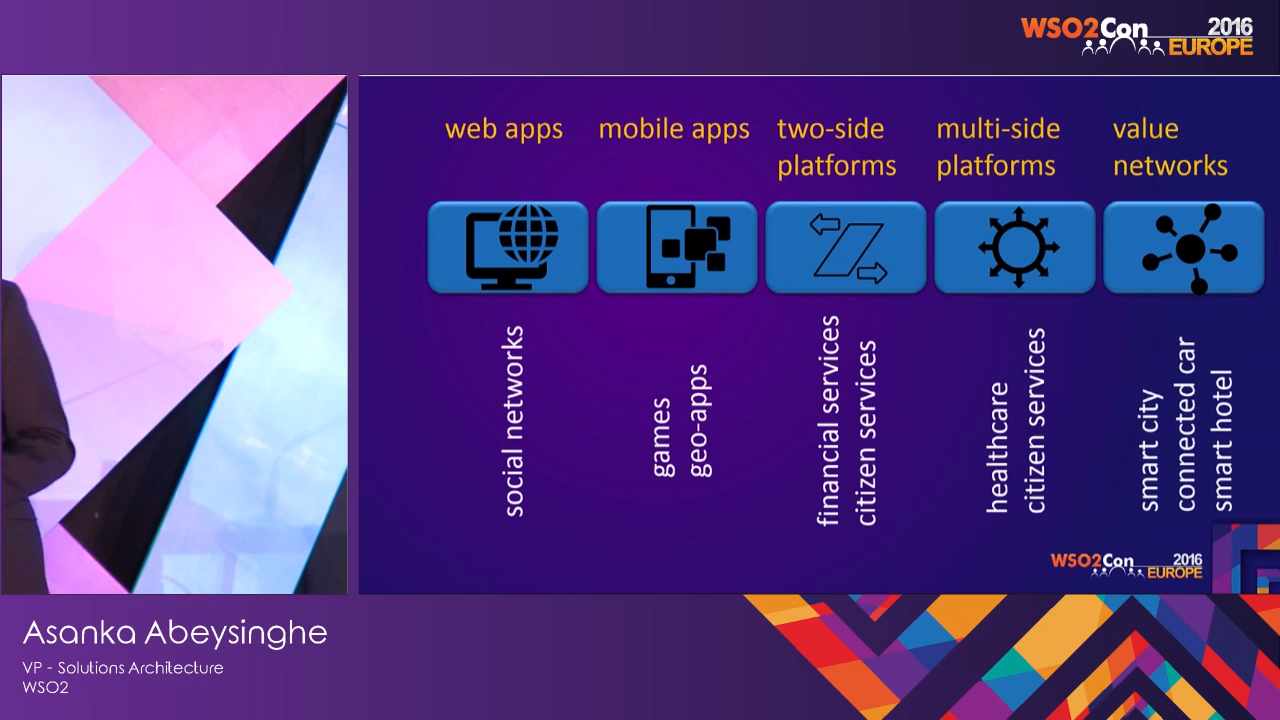 WSO2Con 2016
EUROPE
web apps
mobile apps
two-side
platforms
multi-side
platforms
value
networks
social networks
games
geo-apps
financial services
citizen services
healthcare
citizen services
smart city
connected car
smart hotel
WSO2Con 2016
EUROPE
Asanka Abeysinghe
VP - Solutions Architecture
WSO2